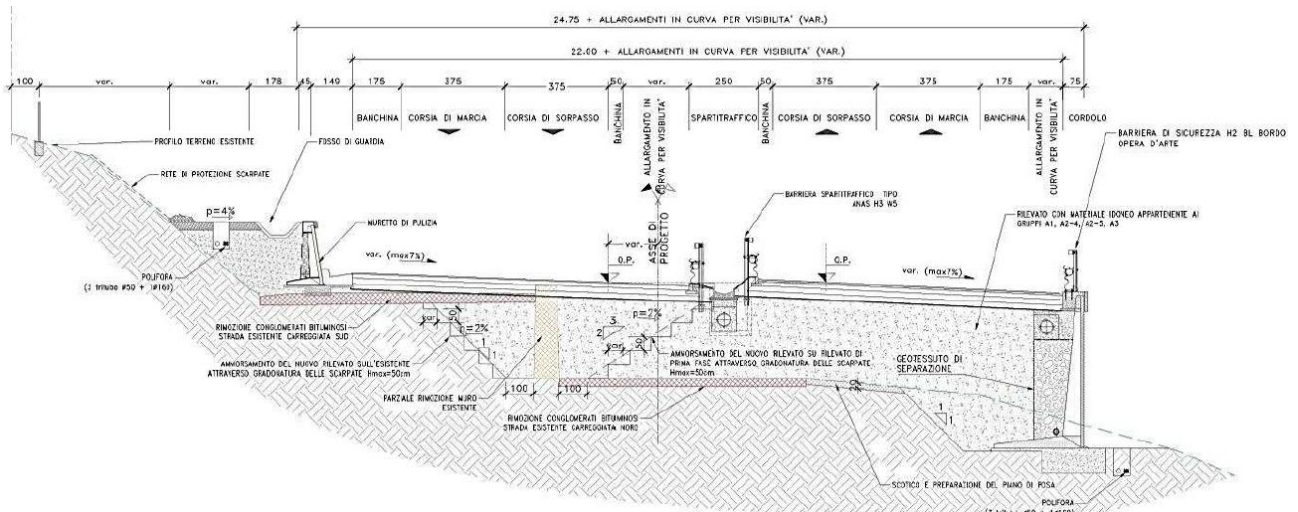 24.75 + ALLARGAMENTI IN CURVA PER VISIBILITA' (VAR.)
22.00 + ALLARGAMENTI IN CURVA PER VISIBILITA' (VAR.)
100 var. var. 178 45 140 175 375 375 50 var. 250 50 375 375 175 var. 75
BANCHINA
CORSIA DI MARCIA
CORSIA DI SORPASSO
BANCHINA
ALLARGAMENTO IN
CURVA PER VISIBILITA'
SPARTITRAFFICO
BANCHINA
CORSIA DI SORPASSO
CORSIA DI MARCIA
BANCHINA
ALLARGAMENTO IN
CURVA PER VISIBILITA'
CORDOLO
PROFILO TERRENO ESISTENTE
FOSSO DI GUARDIA
RETE DI PROTEZIONE SCARPATE
BARRIERA DI SICUREZZA H2 BL BORDO
OPERA D'ARTE
BARRIERA SPARTITRAFFICO TIPO
ANAS H3 W5
p=4%
MURETTO DI PULIZIA
RILEVATO CON MATERIALE IDONEO APPARTENENTE AI
GRUPPI A1, A2-4, A2-5, A3
ASSE DI
PROGETTO
var.
var. (max7%)
O.P.
O.P.
var. (max7%)
POLIFORA
RIMOZIONE CONGLOMERATI BITUMINOSI
STRADA ESISTENTE CARREGGIATA SUD
var.
50
p=2%
1
1
3
2
p=2%
var.
50
AMMORSAMENTO DEL NUOVO RILEVATO SULL'ESISTENTE
ATTRAVERSO GRADONATURA DELLE SCARPATE Hmax=50cm
AMMORSAMENTO DEL NUOVO RILEVATO SU RILEVATO DI
PRIMA FASE ATTRAVERSO GRADONATURA DELLE SCARPATE
Hmax=50cm
GEOTESSUTO DI
SEPARAZIONE
100
100
PARZIALE RIMOZIONE MURO
ESISTENTE
RIMOZIONE CONGLOMERATI BITUMINOSI
STRADA ESISTENTE CARREGGIATA NORD
1
1
SCOTICO E PREPARAZIONE DEL PIANO DI POSA
POLIFORA